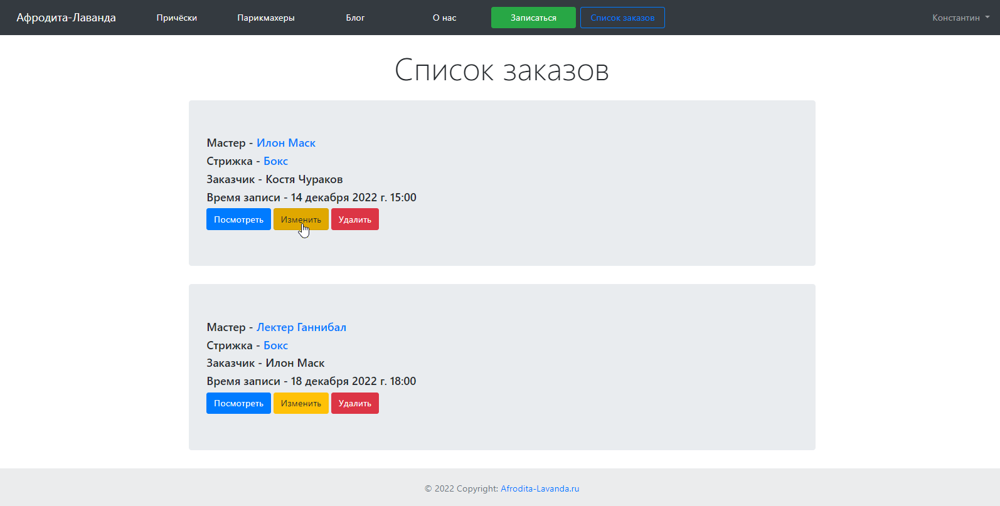 Афродита-Лаванда Причёски Парикмахеры Блог О нас Записаться Список заказов Константин
Список заказов
Мастер - Илон Маск
Стрижка - Бокс
Заказчик - Костя Чураков
Время записи - 14 декабря 2022 г. 15:00
Посмотреть Изменить Удалить
Мастер - Лектер Ганнибал
Стрижка - Бокс
Заказчик - Илон Маск
Время записи - 18 декабря 2022 г. 18:00
Посмотреть Изменить Удалить
© 2022 Copyright: Afrodita-Lavanda.ru